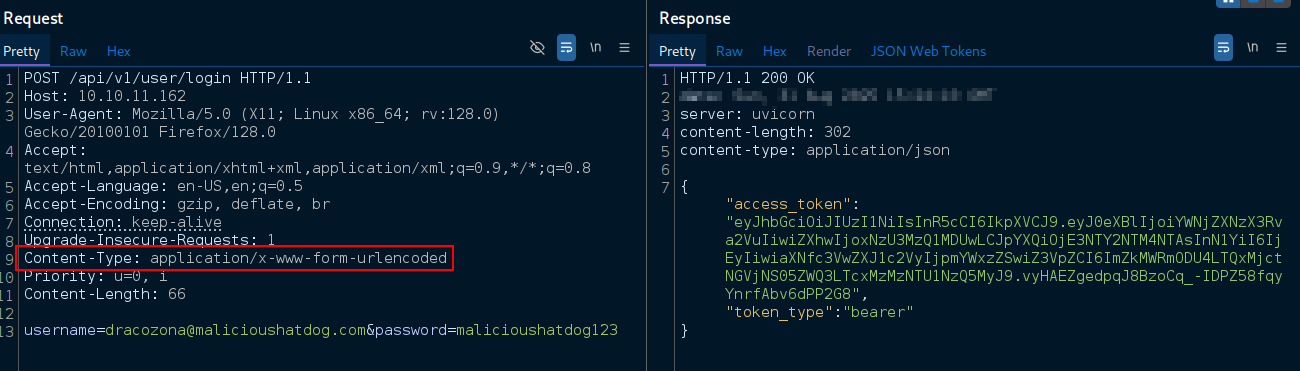 Request
Pretty Raw Hex
\n
1 POST /api/v1/user/login HTTP/1.1
2 Host: 10.10.11.162
3 User-Agent: Mozilla/5.0 (X11; Linux x86_64; rv:128.0)
Gecko/20100101 Firefox/128.0
4 Accept:
text/html,application/xhtml+xml,application/xml;q=0.9,*/*;q=0.8
5 Accept-Language: en-US,en;q=0.5
6 Accept-Encoding: gzip, deflate, br
7 Connection: keep-alive
8 Upgrade-Insecure-Requests: 1
9 Content-Type: application/x-www-form-urlencoded
10 Priority: u=0, i
11 Content-Length: 66
12
13 username=dracozona@malicioushatdog.com&password=malicioushatdog123
Response
Pretty Raw Hex Render JSON Web Tokens
\n
1 HTTP/1.1 200 OK
2
3 server: uvicorn
4 content-length: 302
5 content-type: application/json
6
7 {
"access_token":
"eyJhbGciOiJIUzI1NiIsInR5cCI6IkpXVCJ9.eyJ0eXBlIjoiYWNjZXNzX3Rv
a2VuIiwiZXhwIjoxNzU3MzQ1MDUwLCJpYXQiOjE3NTY2NTM4NTAsInN1YiI6Ij
EyIiwiaXNfc3VwZXJ1c2VyIjpmYWxzZSwiZ3VpZCI6ImZkMWRmODU4LTQxMjct
NGVjNS05ZWQ3LTcxMzMzNTU1NzQ5MyJ9.vyHAEZgedpqJ8BzoCq_-IDPZ58fqy
YnrfAbv6dPP2G8",
"token_type":"bearer"
}